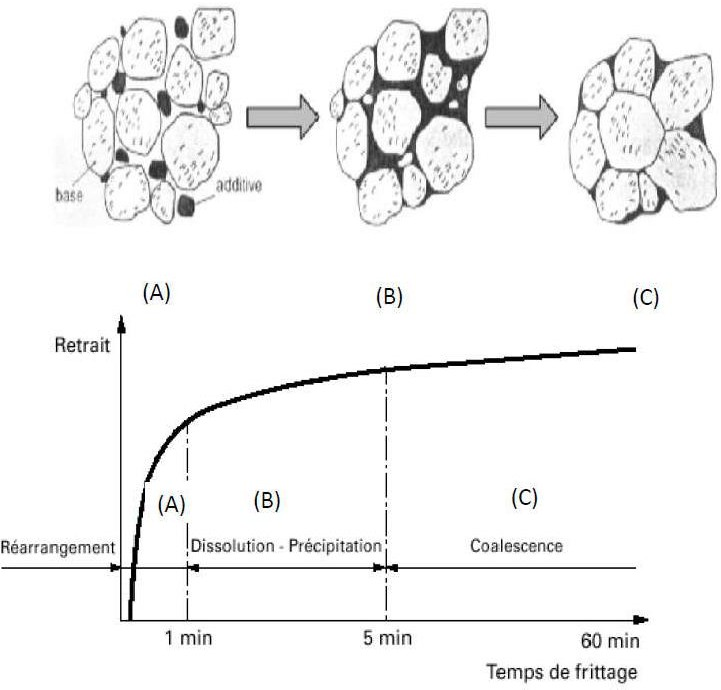 base
additive
(A) (B) (C)
Retrait
(A) (B) (C)
Réarrangement Dissolution - Précipitation Coalescence
1 min 5 min 60 min
Temps de frittage